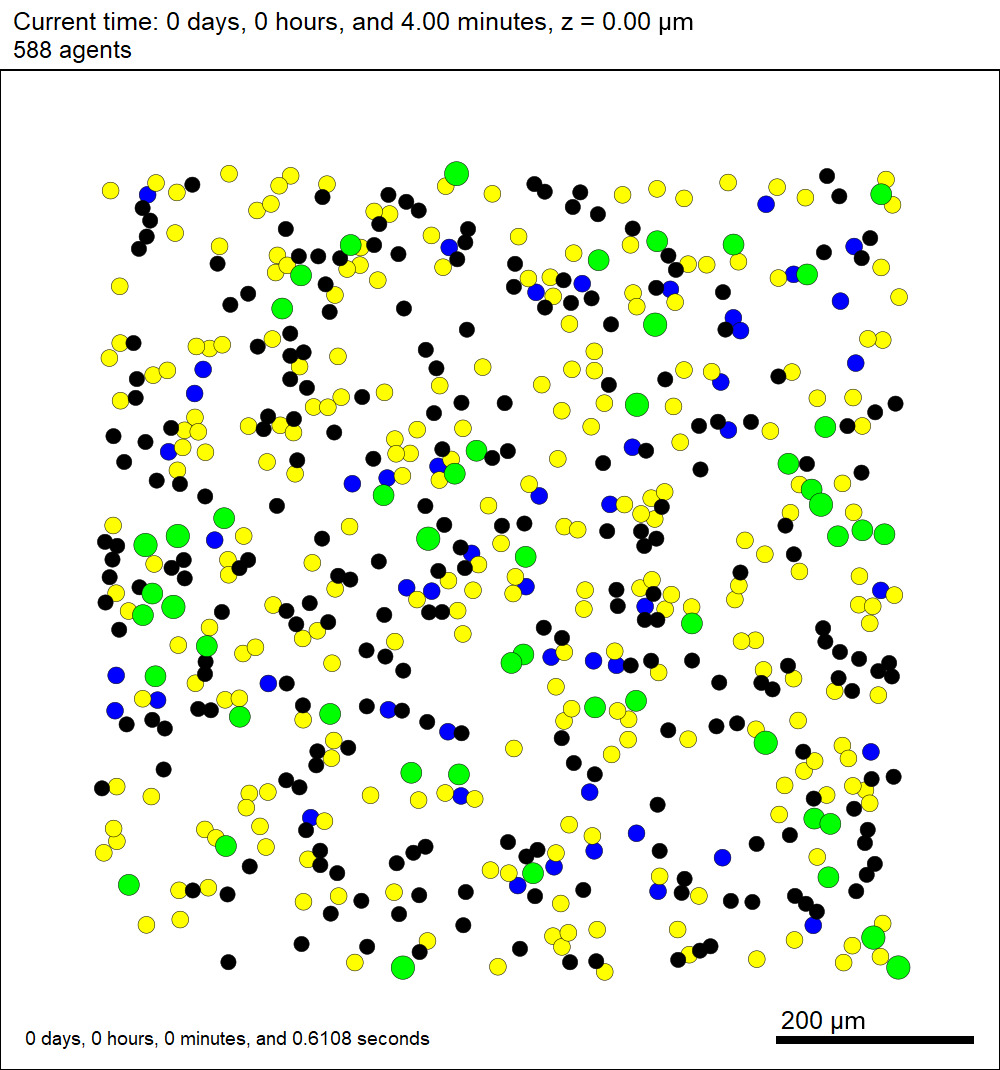 Current time: 0 days, 0 hours, and 4.00 minutes, z = 0.00 µm
588 agents
200 µm
0 days, 0 hours, 0 minutes, and 0.6108 seconds